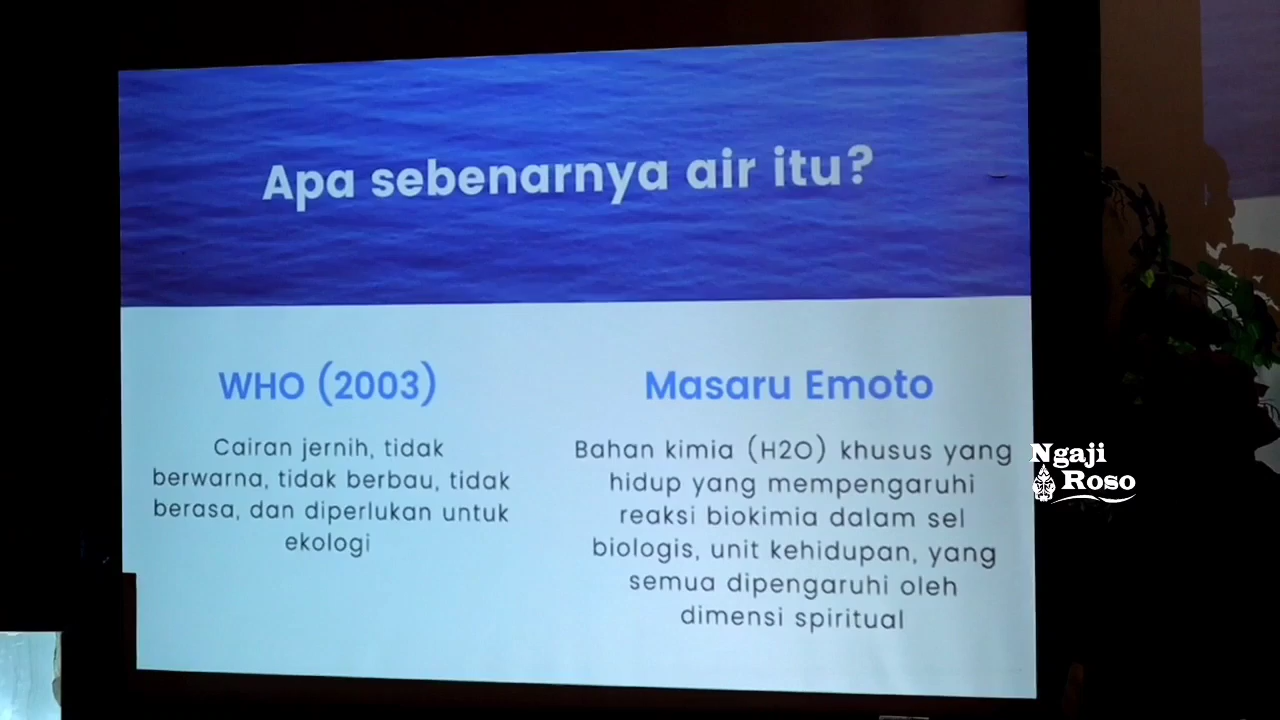 Apa sebenarnya air itu?
WHO (2003)
Cairan jernih, tidak
berwarna, tidak berbau, tidak
berasa, dan diperlukan untuk
ekologi
Masaru Emoto
Bahan kimia (H2O) khusus yang
hidup yang mempengaruhi
reaksi biokimia dalam sel
biologis, unit kehidupan, yang
semua dipengaruhi oleh
dimensi spiritual
Ngaji
Roso